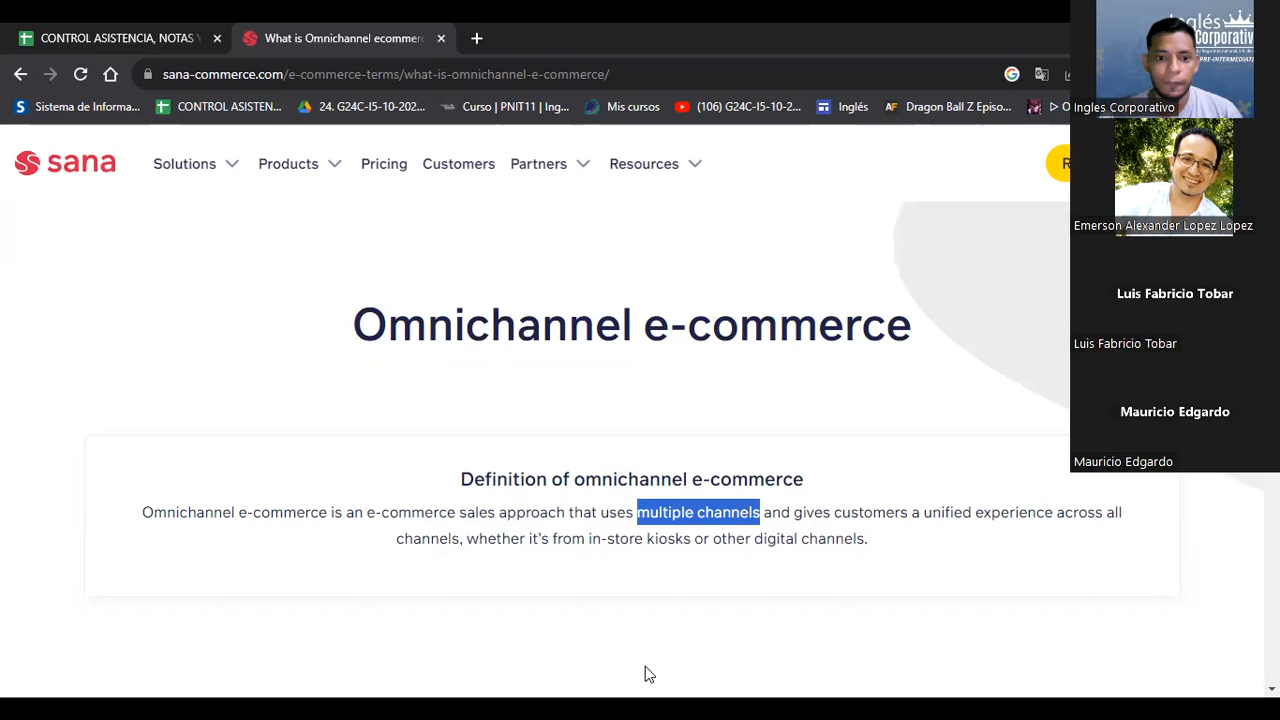 CONTROL ASISTENCIA, NOTAS Y
What is Omnichannel ecommerc
sana-commerce.com/e-commerce-terms/what-is-omnichannel-e-commerce/
Sistema de Informa...
CONTROL ASISTEN...
24. G24C-I5-10-202...
Curso | PNIT11 | Ing...
Mis cursos
(106) G24C-I5-10-2...
Inglés
Dragon Ball Z Episo...
sana
Solutions
Products
Pricing
Customers
Partners
Resources
Omnichannel e-commerce
Definition of omnichannel e-commerce
Omnichannel e-commerce is an e-commerce sales approach that uses multiple channels and gives customers a unified experience across all
channels, whether it's from in-store kiosks or other digital channels.
Inglés
Corporativ
PRE-INTERMEDIATE
Ingles Corporativo
Emerson Alexander Lopez Lopez
Luis Fabricio Tobar
Luis Fabricio Tobar
Mauricio Edgardo
Mauricio Edgardo